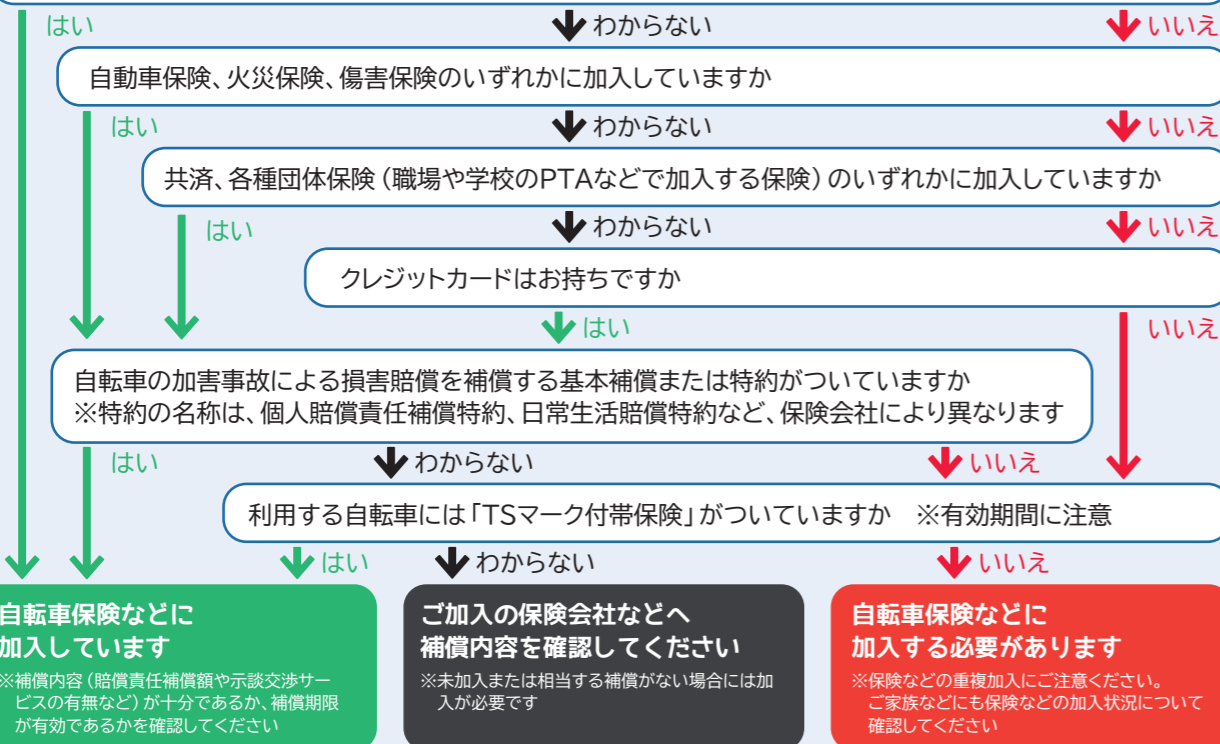 はい
わからない
いいえ
自動車保険、火災保険、傷害保険のいずれかに加入していますか
はい
わからない
いいえ
共済、各種団体保険（職場や学校のPTAなどで加入する保険）のいずれかに加入していますか
はい
わからない
いいえ
クレジットカードはお持ちですか
はい
いいえ
自転車の加害事故による損害賠償を補償する基本補償または特約がついていますか
※特約の名称は、個人賠償責任補償特約、日常生活賠償特約など、保険会社により異なります
はい
わからない
いいえ
利用する自転車には「TSマーク付帯保険」がついていますか　※有効期間に注意
はい
わからない
いいえ
自転車保険などに
加入しています
※補償内容（賠償責任補償額や示談交渉サー
ビスの有無など）が十分であるか、補償期限
が有効であるかを確認してください
ご加入の保険会社などへ
補償内容を確認してください
※未加入または相当する補償がない場合には加
入が必要です
自転車保険などに
加入する必要があります
※保険などの重複加入にご注意ください。
ご家族などにも保険などの加入状況について
確認してください